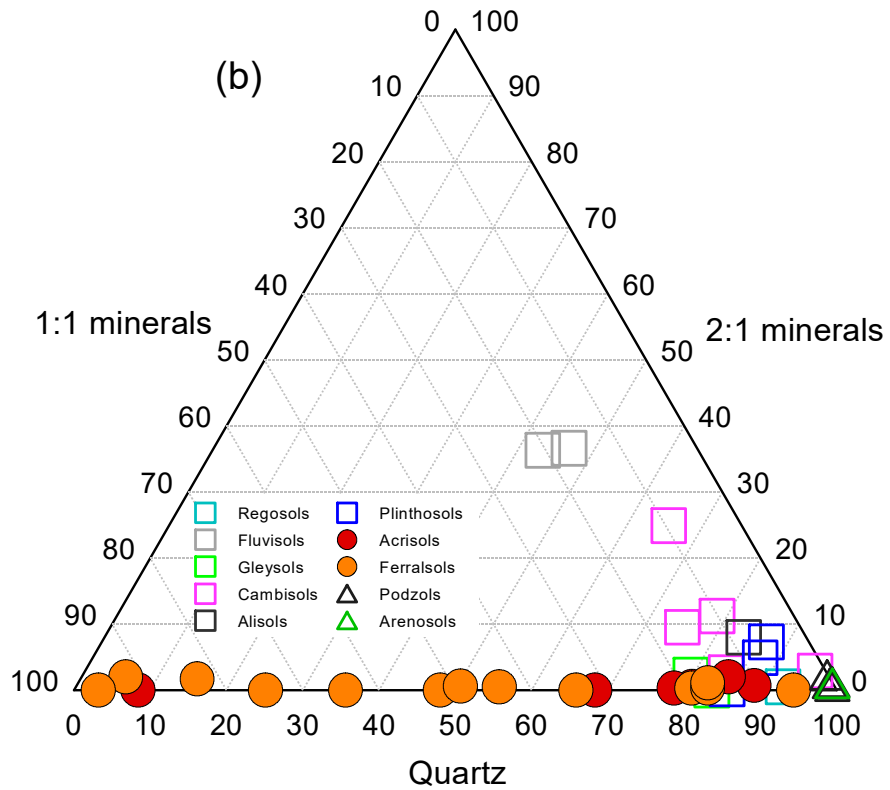 0 100
(b)
10 90
20 80
30 70
40 60
1:1 minerals 2:1 minerals
50 50
60 40
70 30
Regosols Plinthosols
Fluvisols Acrisols
80 20
Gleysols Ferralsols
Cambisols Podzols
Alisols Arenosols
90 10
100 0
0 10 20 30 40 50 60 70 80 90 100
Quartz